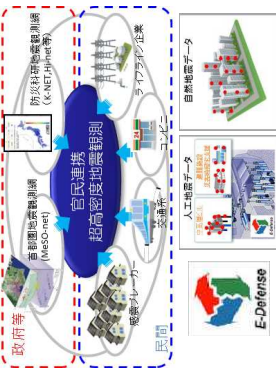 政府等
防災科研地震観測網
(K-NET,Hi-net等)
首都圏地震観測網
(MeSO-net)
官民連携
超高密度地震観測
ライフライン企業
コンビニ
交通系
感震ブレーカー
民間
自然地震データ
人工地震データ
E-Defense